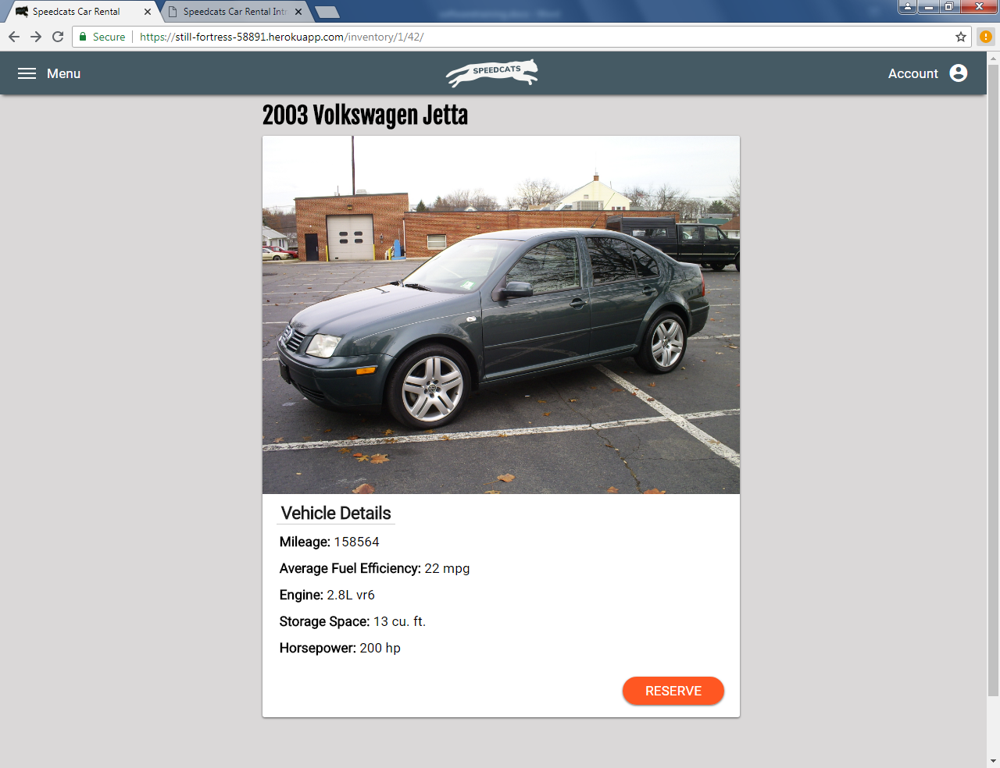 Speedcats Car Rental
Speedcats Car Rental Int
Secure
https://still-fortress-58891.herokuapp.com/inventory/1/42/
Menu
SPEEDCATS
Account
2003 Volkswagen Jetta
Vehicle Details
Mileage: 158564
Average Fuel Efficiency: 22 mpg
Engine: 2.8L vr6
Storage Space: 13 cu. ft.
Horsepower: 200 hp
RESERVE